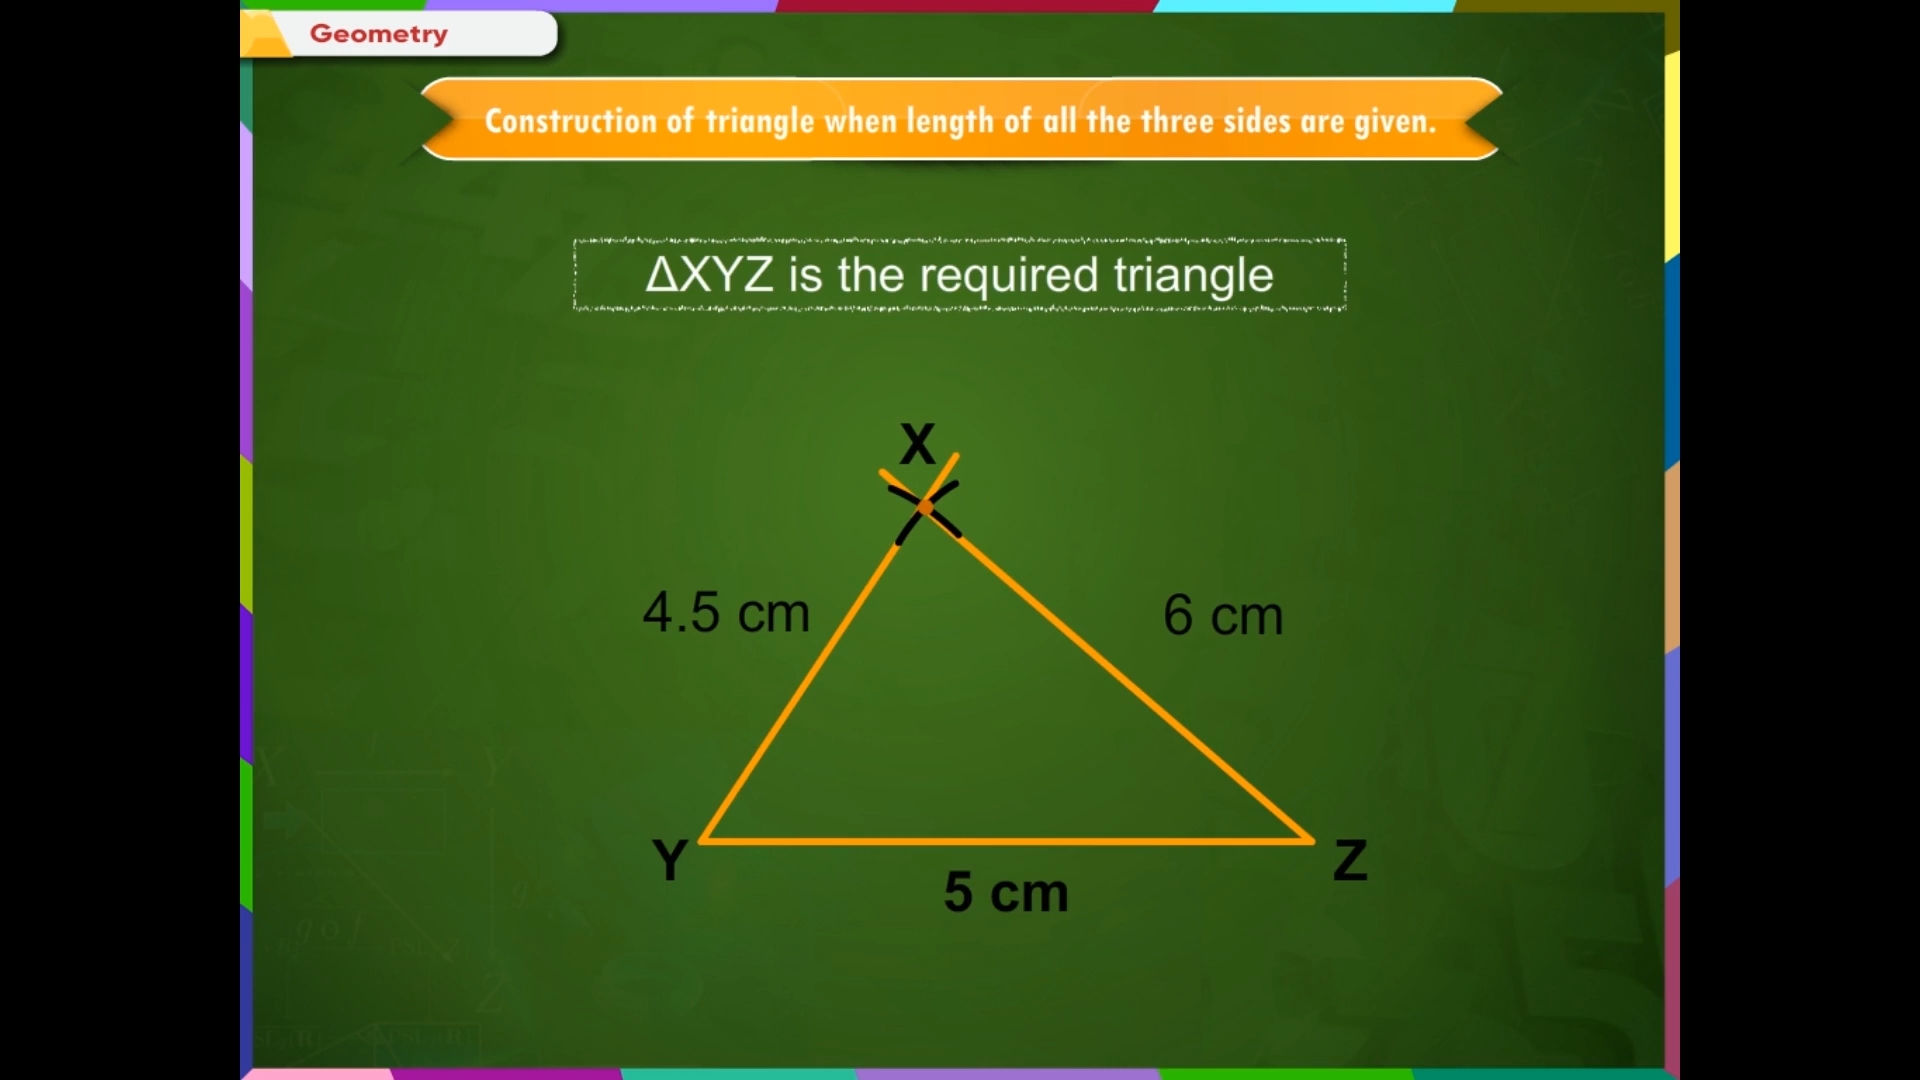 Geometry
Construction of triangle when length of all the three sides are given.
ΔXYZ is the required triangle
X
4.5 cm
6 cm
Y
Z
5 cm